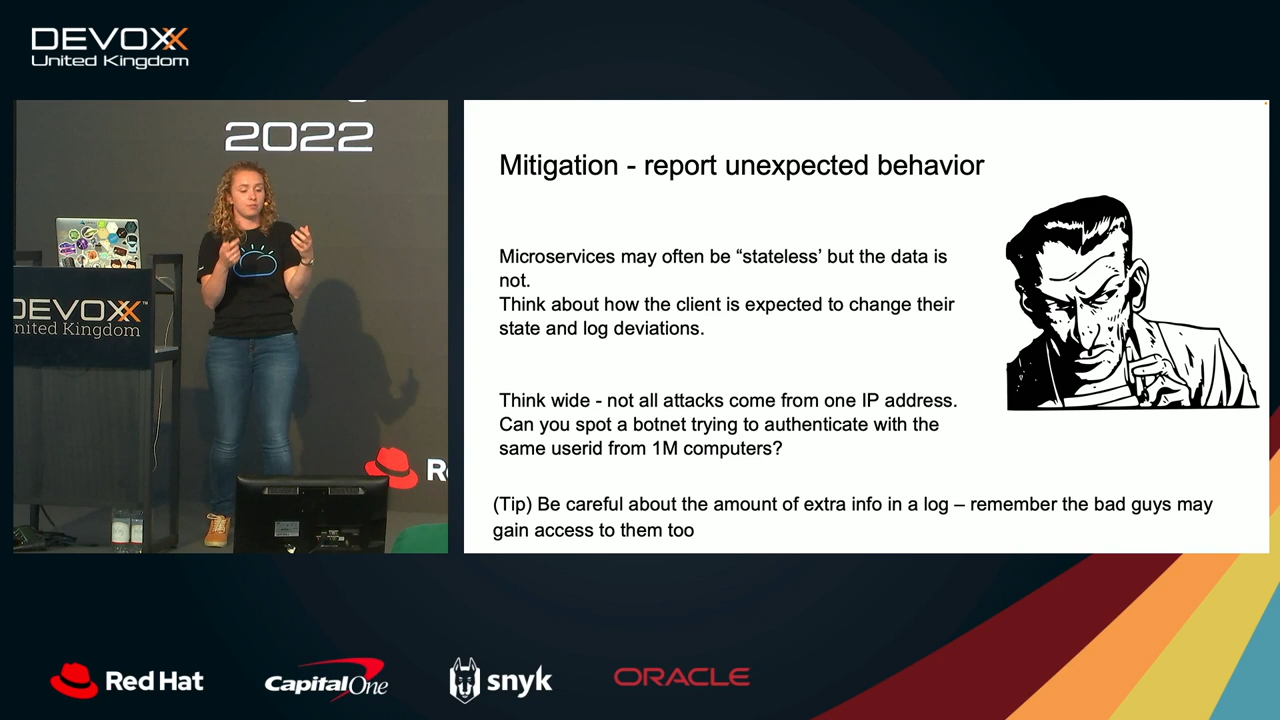 DEVOXX
United Kingdom
2022
DEVOXX™
United Kingdom
Mitigation - report unexpected behavior
Microservices may often be “stateless’ but the data is
not.
Think about how the client is expected to change their
state and log deviations.
Think wide - not all attacks come from one IP address.
Can you spot a botnet trying to authenticate with the
same userid from 1M computers?
(Tip) Be careful about the amount of extra info in a log – remember the bad guys may
gain access to them too
Red Hat
Capital One
snyk
ORACLE